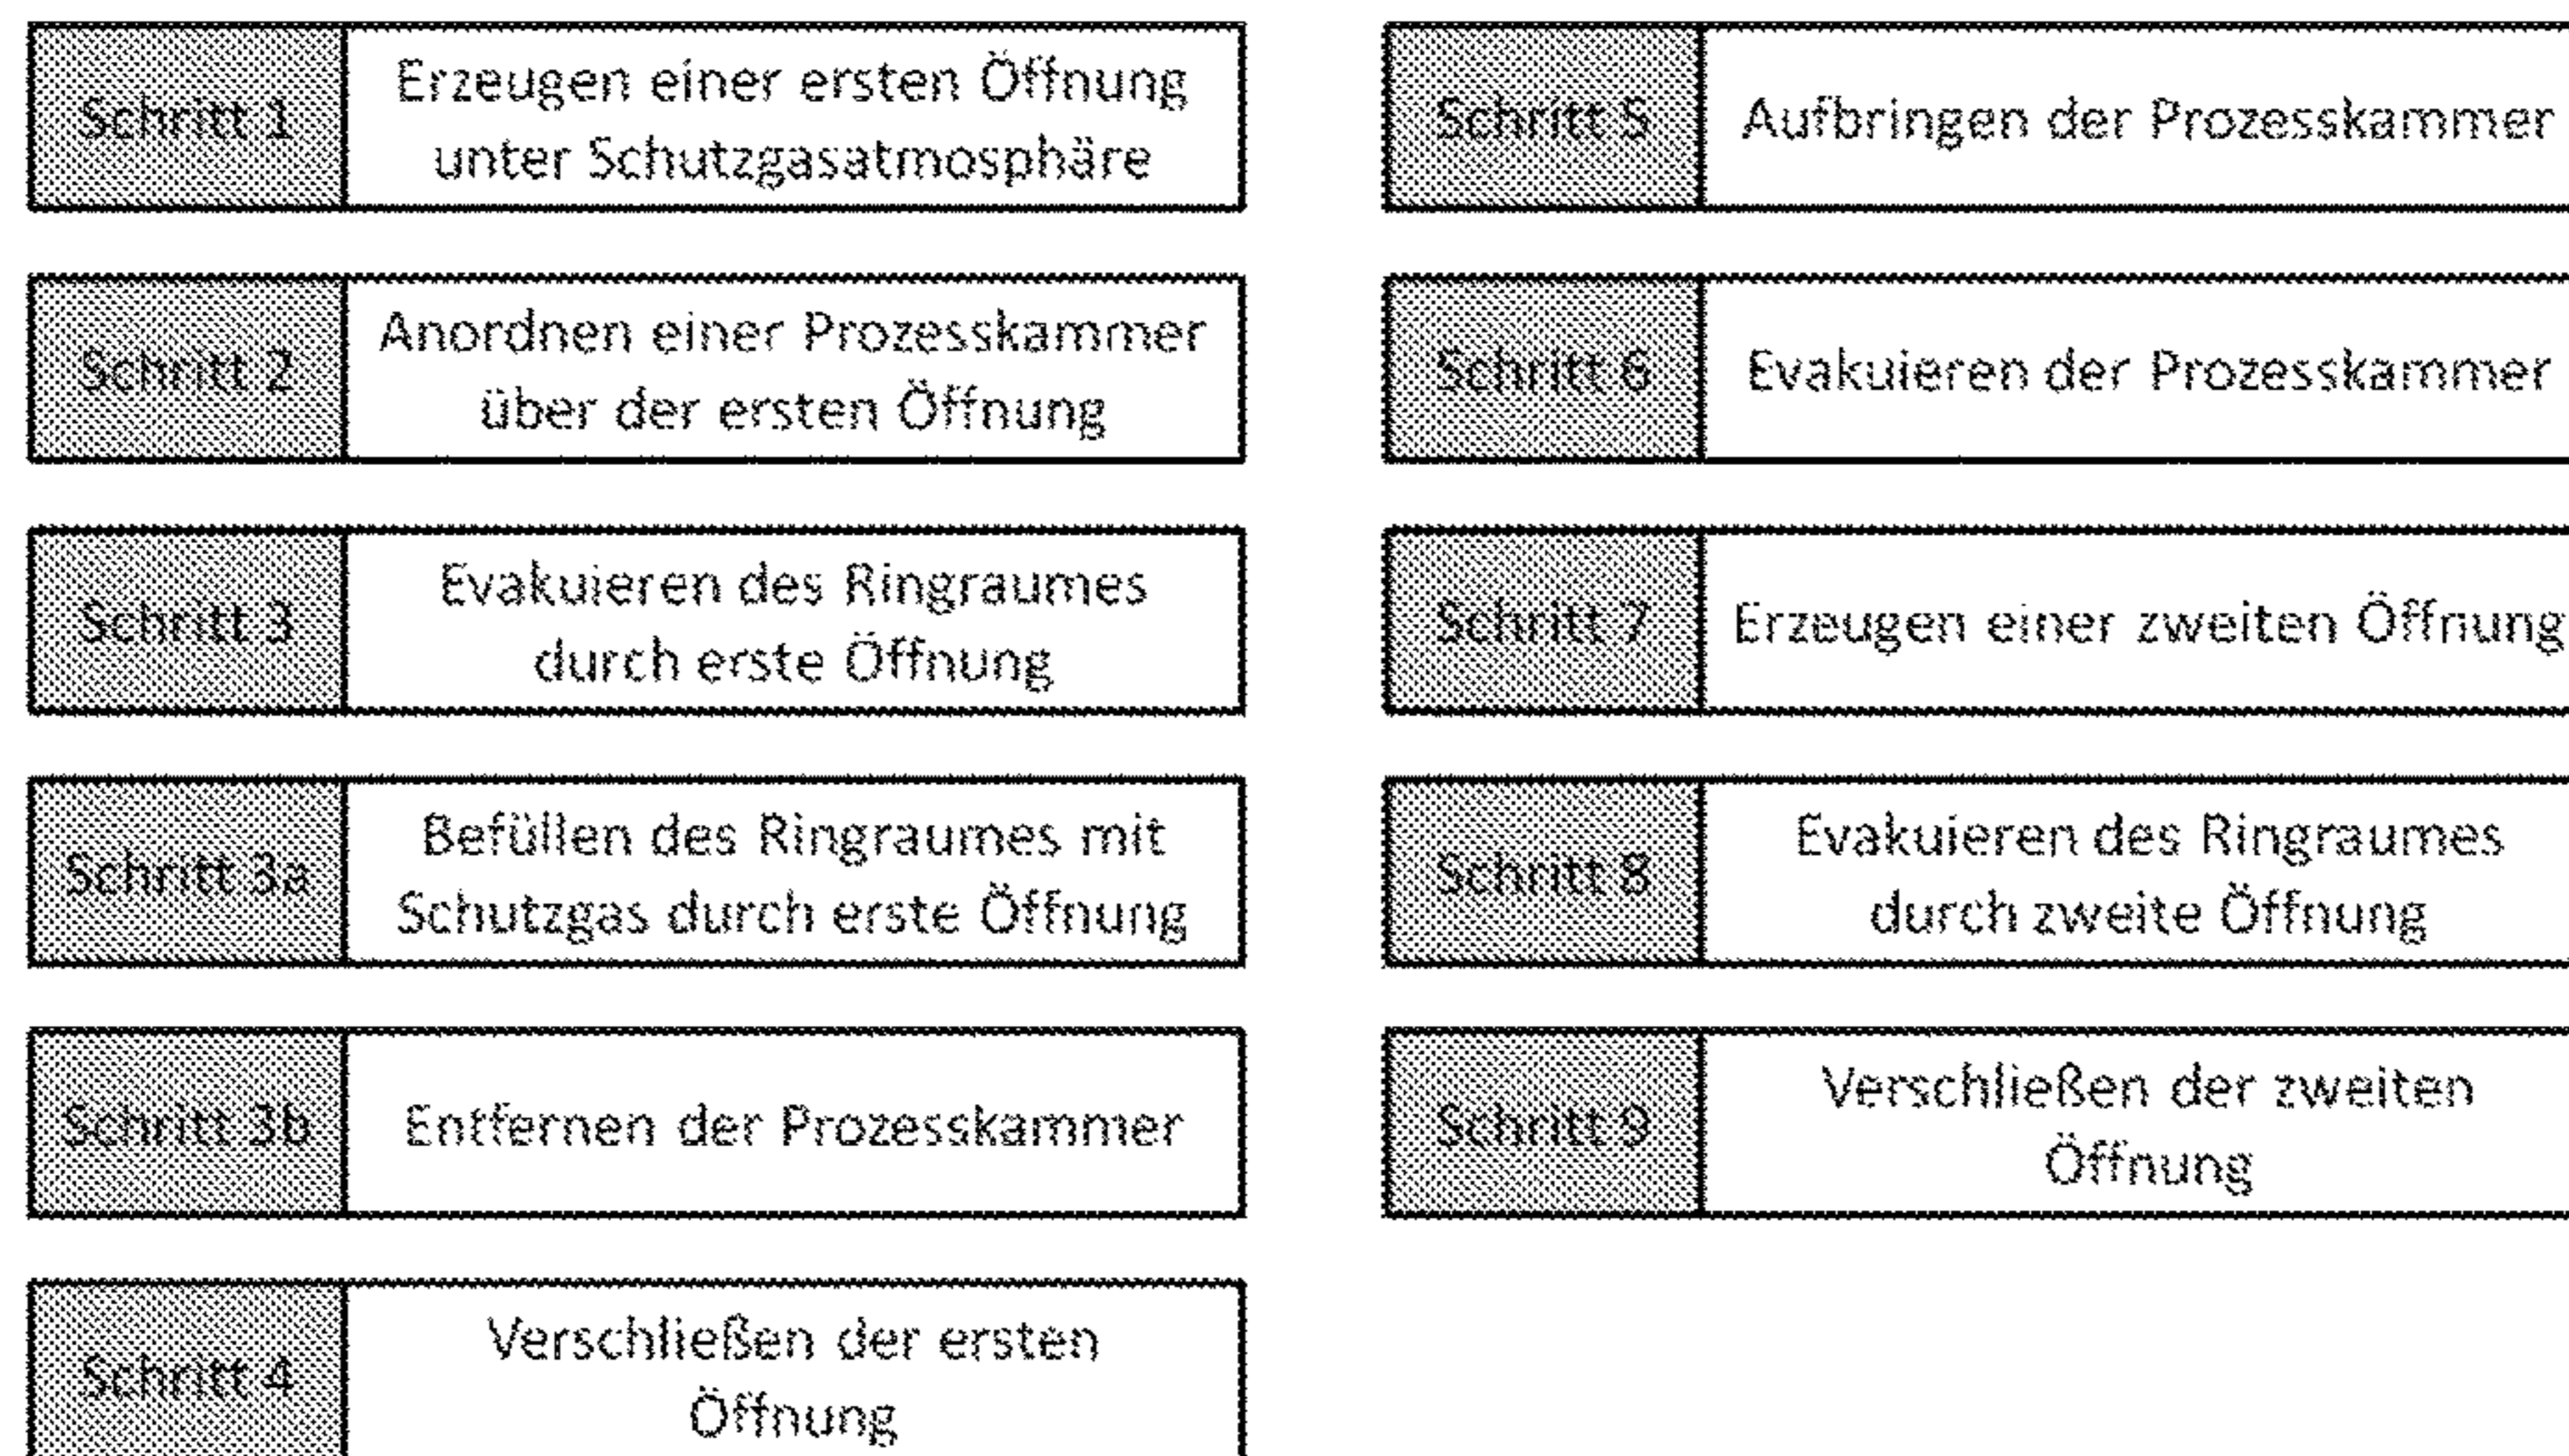 Schritt 1
Erzeugen einer ersten Öffnung
unter Schutzgasatmosphäre
Schritt 2
Anordnen einer Prozesskammer
über der ersten Öffnung
Schritt 3
Evakuieren des Ringraumes
durch erste Öffnung
Schritt 3a
Befüllen des Ringraumes mit
Schutzgas durch erste Öffnung
Schritt 3b
Entfernen der Prozesskammer
Schritt 4
Verschließen der ersten
Öffnung
Schritt 5
Aufbringen der Prozesskammer
Schritt 6
Evakuieren der Prozesskammer
Schritt 7
Erzeugen einer zweiten Öffnung
Schritt 8
Evakuieren des Ringraumes
durch zweite Öffnung
Schritt 9
Verschließen der zweiten
Öffnung